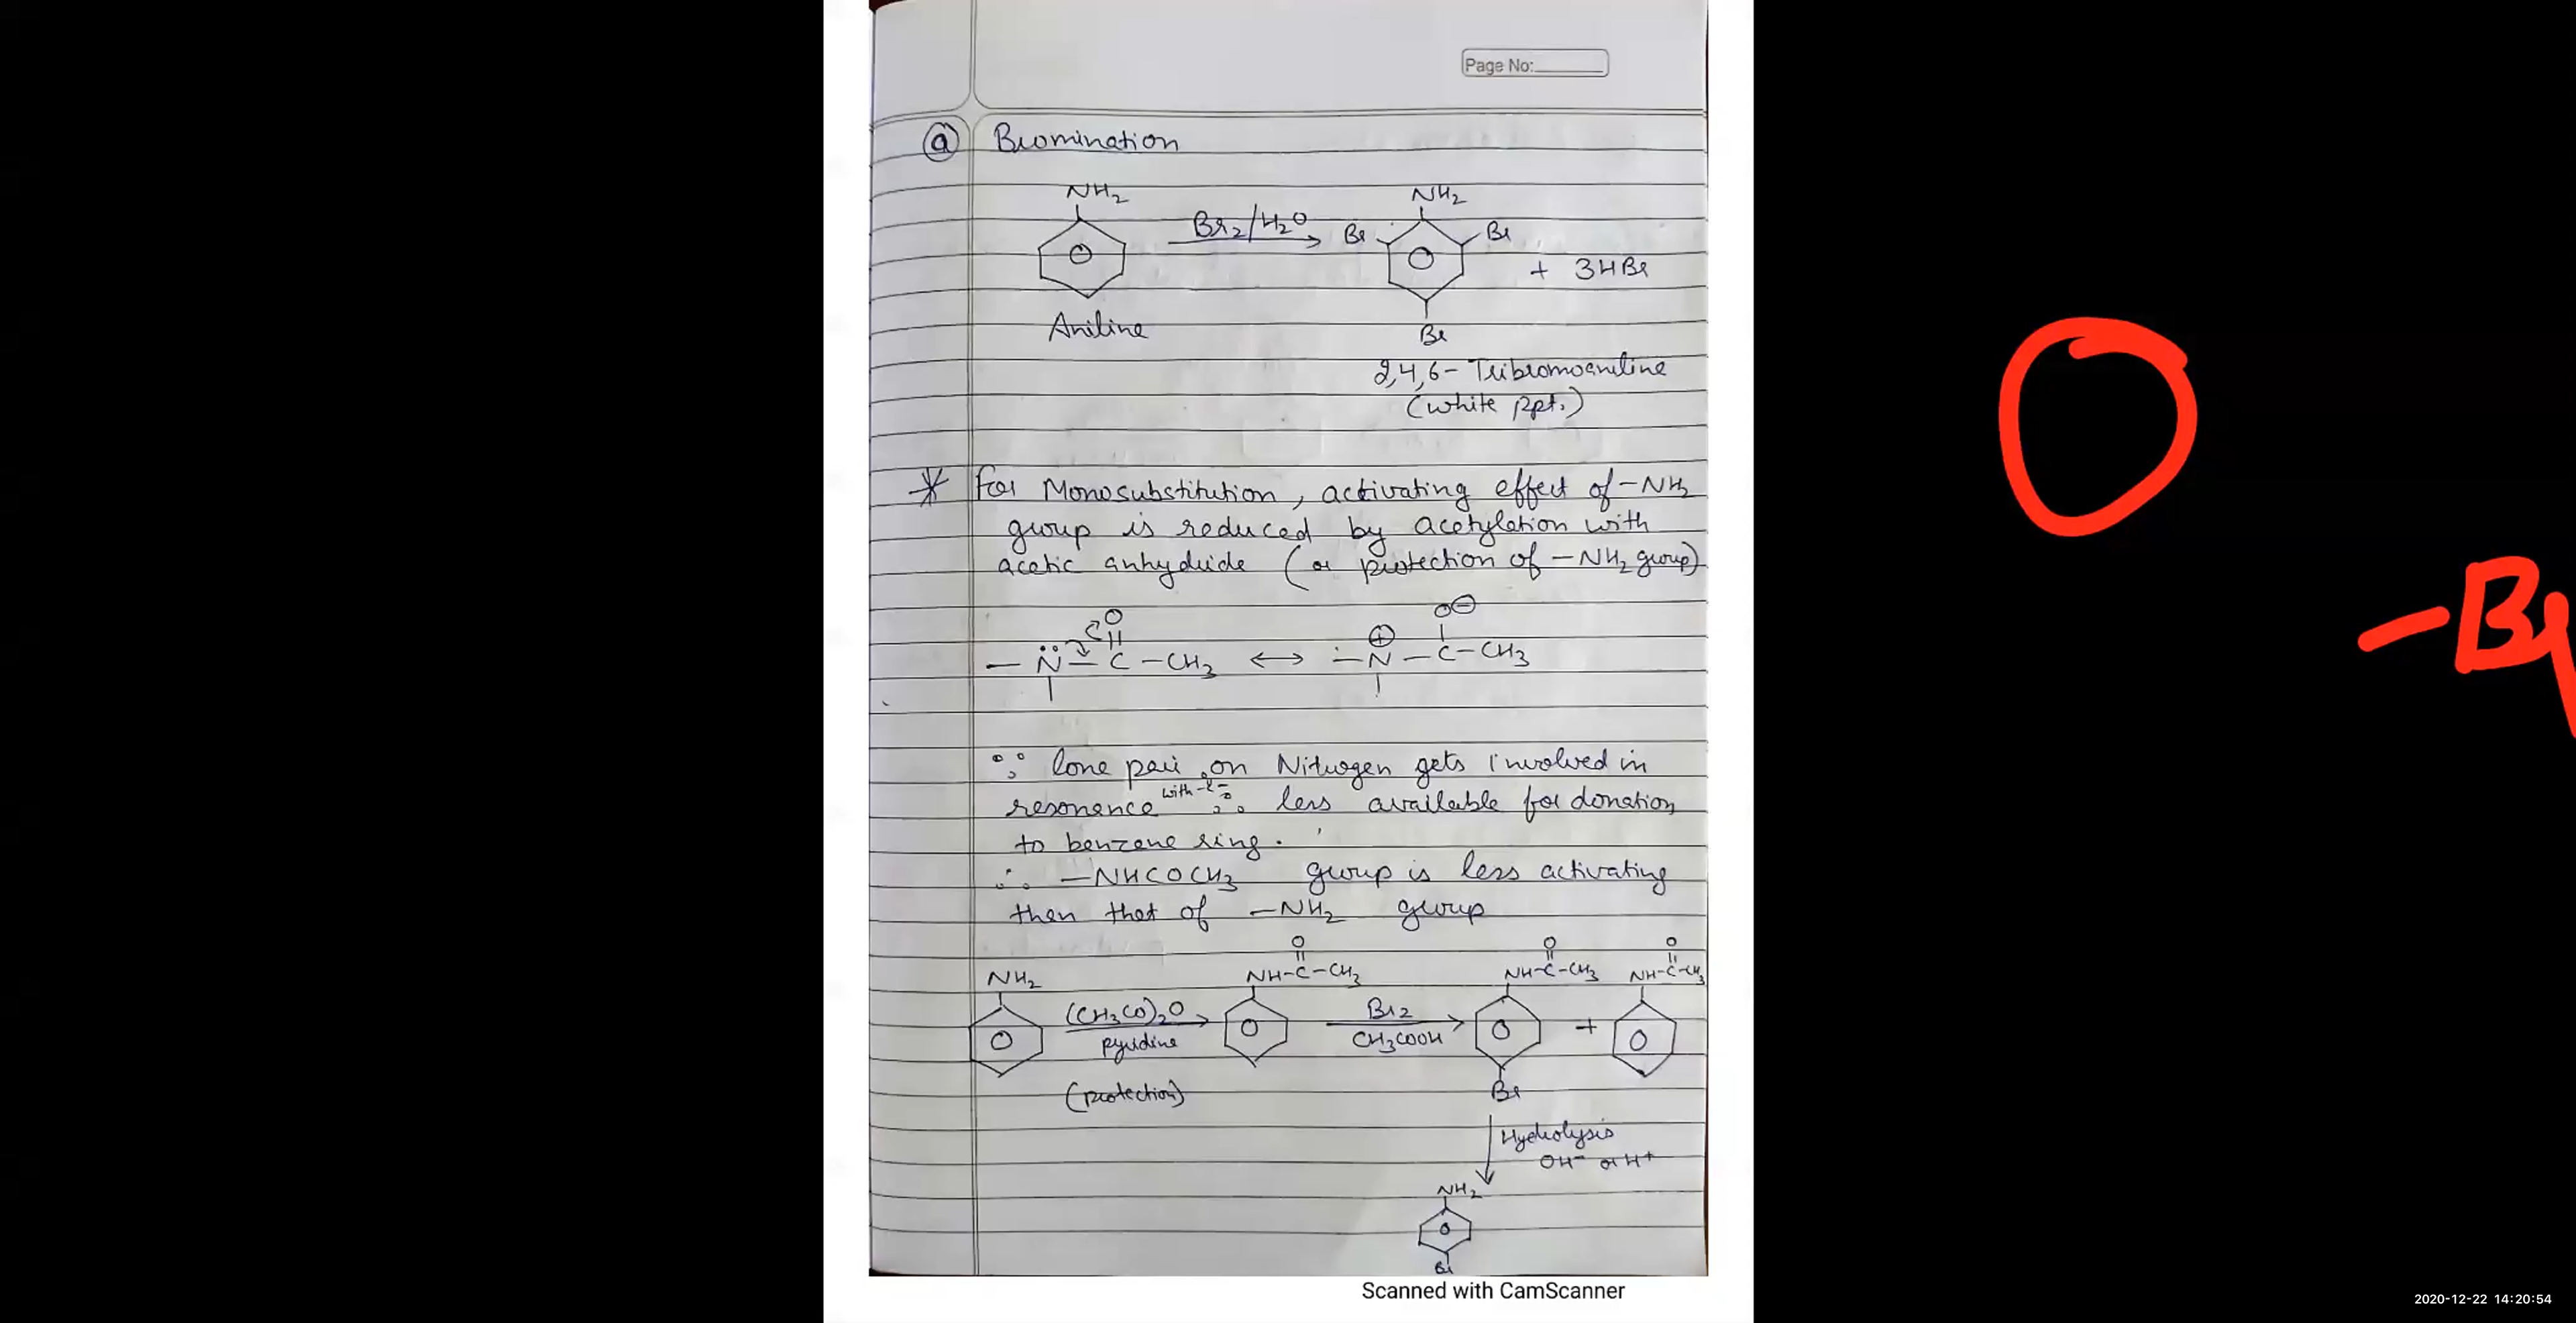 Page No:
(a) Bromination
NH2 NH2
Br2/H2O Br Br
+ 3HBr
Aniline Br
2,4,6- Tribromoaniline
(white ppt.)
* For Monosubstitution, activating effect of -NH2
group is reduced by acetylation with
acetic anhydride (or protection of -NH2 group)
O O⊖
|| ⊕ |
— N̈ — C — CH3 ⟷ — N — C — CH3
∵ lone pair on Nitrogen gets involved in
resonance ∴ less available for donation
to benzene ring.
∴ —NHCOCH3 group is less activating
then that of —NH2 group
O O O
NH2 NH-C-CH3 NH-C-CH3 NH-C-CH3
(CH3CO)2O Br2 +
pyridine CH3COOH
(protection) Br
Hydrolysis
OH- or H+
NH2
Br
Scanned with CamScanner
-Br
2020-12-22 14:20:54